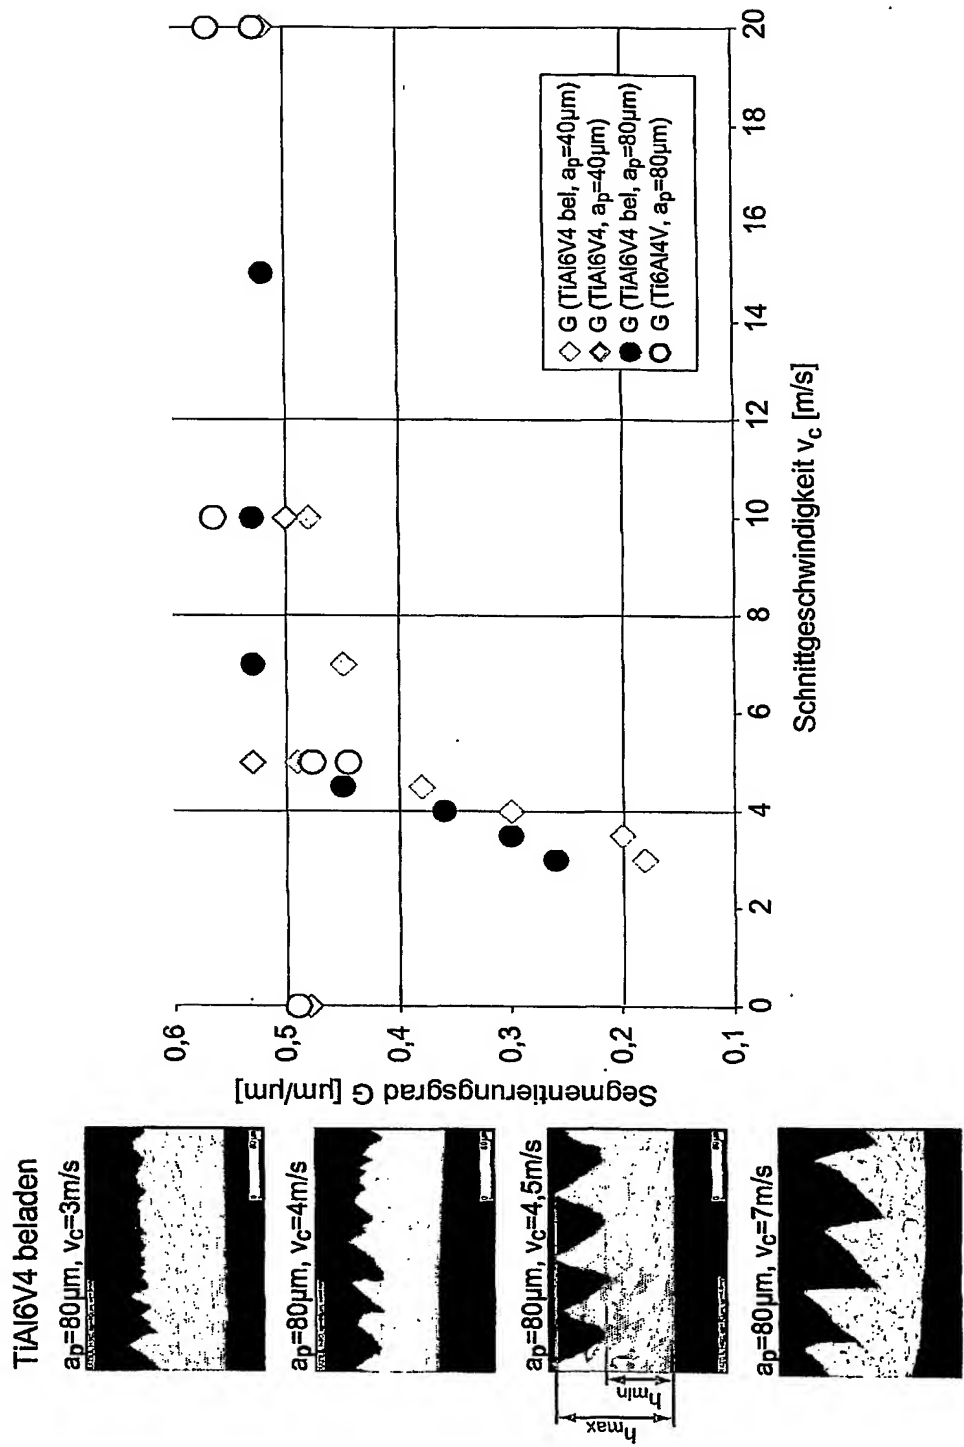 TiAl6V4 beladen
ap=80µm, vc=3m/s
ap=80µm, vc=4m/s
ap=80µm, vc=4,5m/s
hmax
hmin
ap=80µm, vc=7m/s
Segmentierungsgrad G [µm/µm]
0,6
0,5
0,4
0,3
0,2
0,1
0
2
4
6
8
10
12
14
16
18
20
Schnittgeschwindigkeit vc [m/s]
G (TiAl6V4 bel, ap=40µm)
G (TiAl6V4, ap=40µm)
G (TiAl6V4 bel, ap=80µm)
G (Ti6Al4V, ap=80µm)